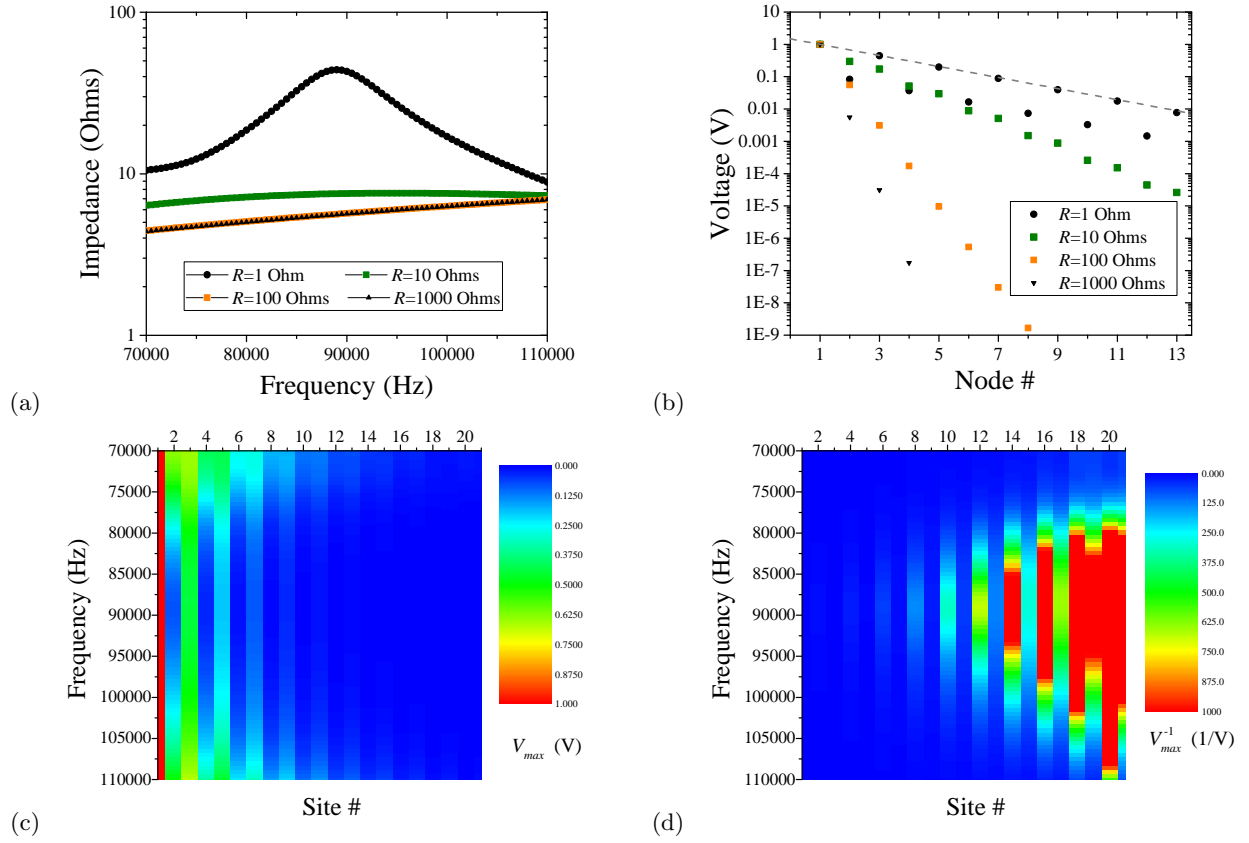 100
10
1
Impedance (Ohms)
R=1 Ohm
R=10 Ohms
R=100 Ohms
R=1000 Ohms
70000 80000 90000 100000 110000
Frequency (Hz)
(a)
10
1
0.1
0.01
0.001
1E-4
1E-5
1E-6
1E-7
1E-8
1E-9
Voltage (V)
R=1 Ohm
R=10 Ohms
R=100 Ohms
R=1000 Ohms
1 3 5 7 9 11 13
Node #
(b)
2 4 6 8 10 12 14 16 18 20
70000
75000
80000
85000
90000
95000
100000
105000
110000
Frequency (Hz)
Site #
0.000
0.1250
0.2500
0.3750
0.5000
0.6250
0.7500
0.8750
1.000
Vmax (V)
(c)
2 4 6 8 10 12 14 16 18 20
70000
75000
80000
85000
90000
95000
100000
105000
110000
Frequency (Hz)
Site #
0.000
125.0
250.0
375.0
500.0
625.0
750.0
875.0
1000
V-1max (1/V)
(d)